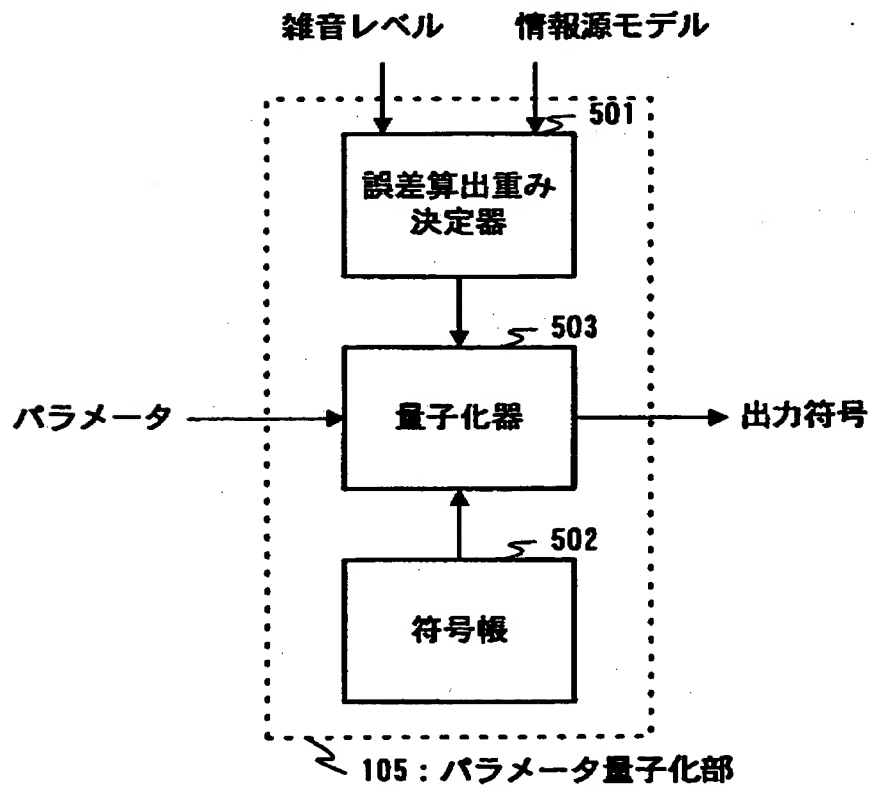 雑音レベル
情報源モデル
501
誤差算出重み
決定器
503
パラメータ
量子化器
出力符号
502
符号帳
105:パラメータ量子化部